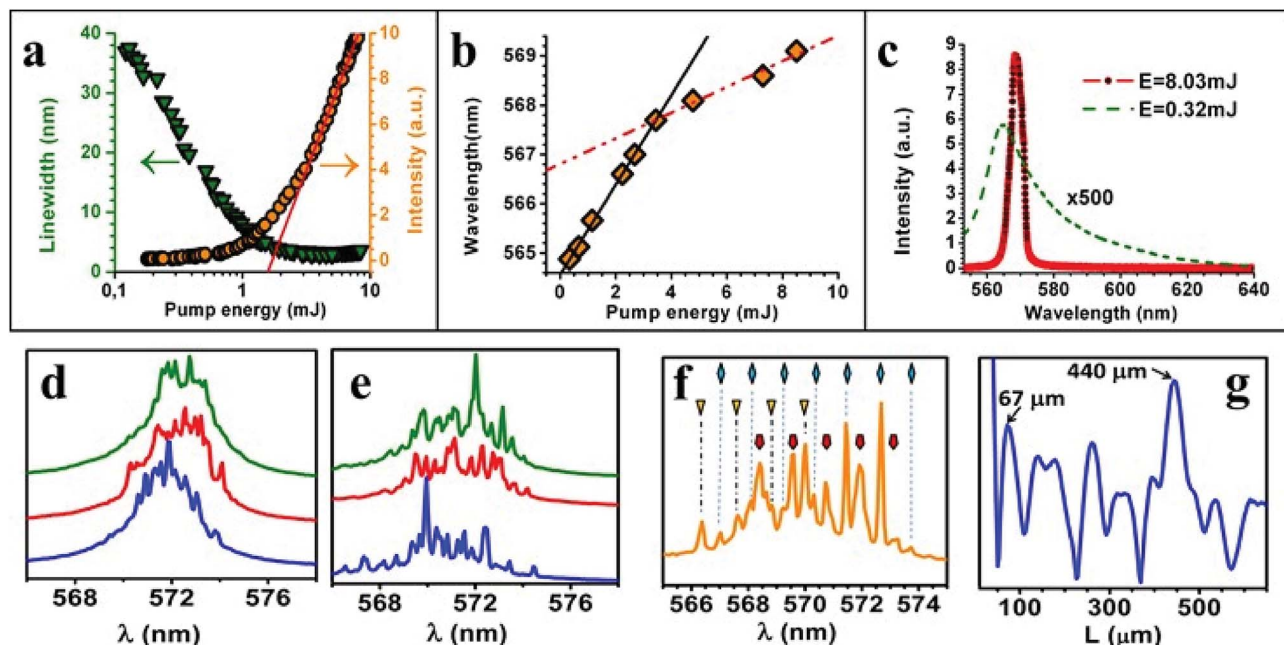 a
40
30
20
10
0
Linewidth (nm)
10
8
6
4
2
0
Intensity (a.u.)
0,1
1
10
Pump energy (mJ)
b
569
568
567
566
565
Wavelength(nm)
0
2
4
6
8
10
Pump energy (mJ)
c
9
8
7
6
5
4
3
2
1
0
Intensity (a.u.)
E=8.03mJ
E=0.32mJ
x500
560
580
600
620
640
Wavelength (nm)
d
568
572
576
λ (nm)
e
568
572
576
λ (nm)
f
566
568
570
572
574
λ (nm)
g
440 µm
67 µm
100
300
500
L (µm)